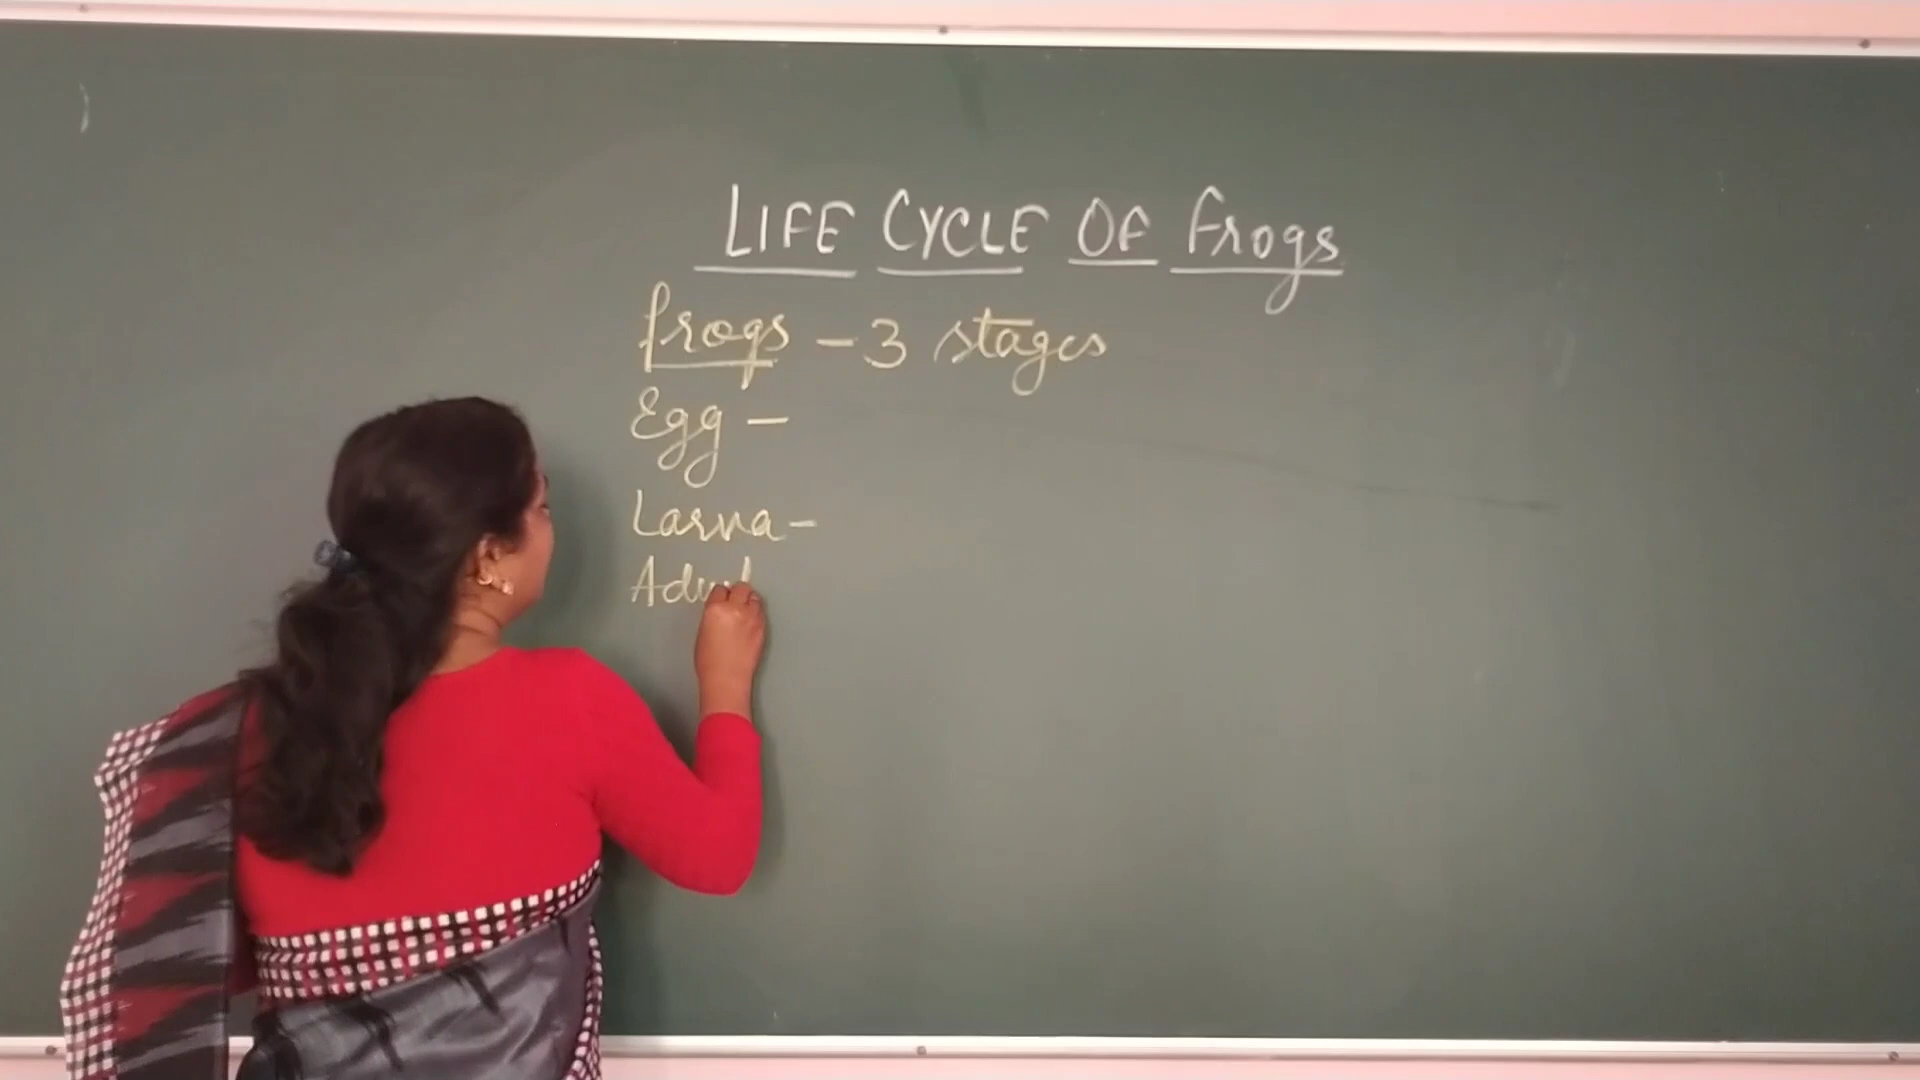 LIFE CYCLE OF frogs
frogs - 3 stages
Egg -
Larva -
Adul